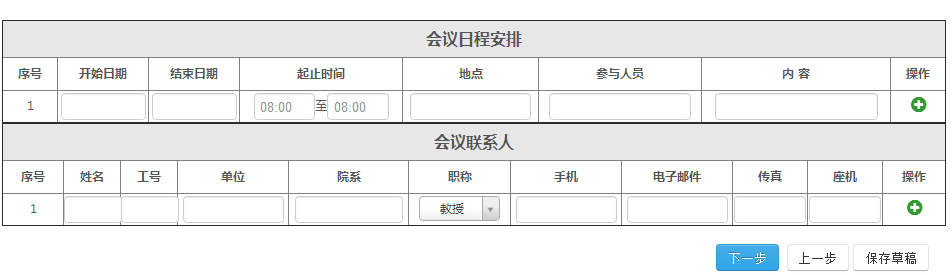 会议日程安排
序号 开始日期 结束日期 起止时间 地点 参与人员 内 容 操作
1 08:00 至 08:00
会议联系人
序号 姓名 工号 单位 院系 职称 手机 电子邮件 传真 座机 操作
1 教授
下一步 上一步 保存草稿